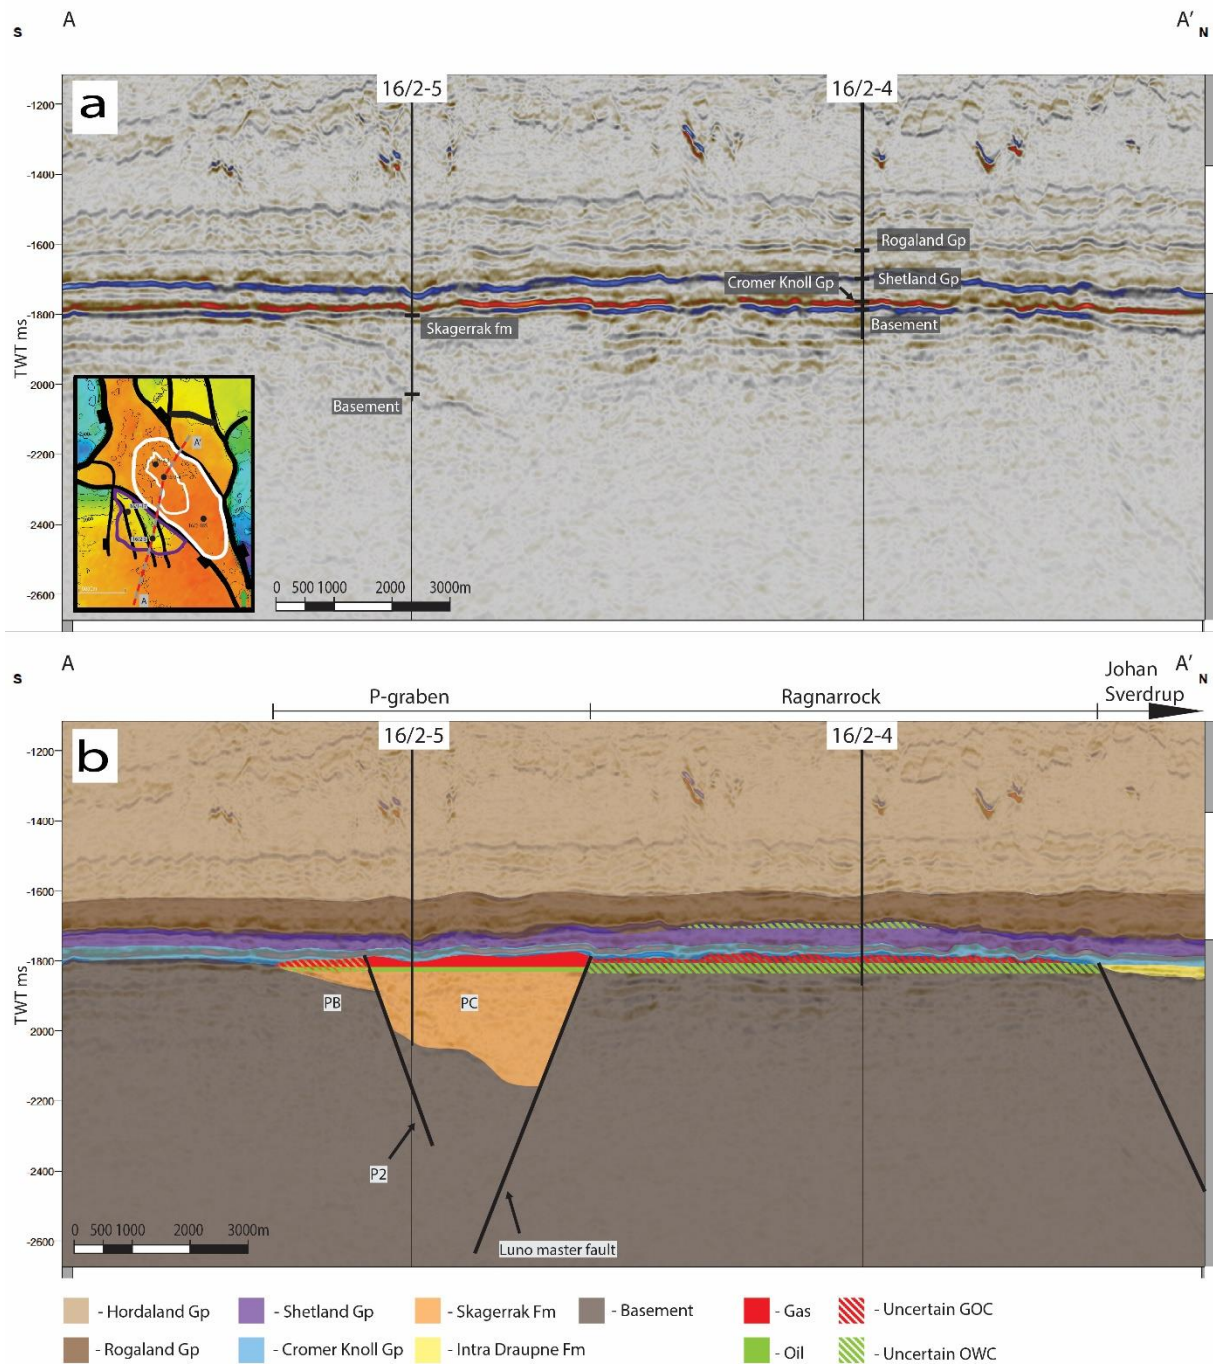 A
A′
S
N
a
16/2-5
16/2-4
-1200
-1400
-1600
-1800
-2000
-2200
-2400
-2600
TWT ms
Rogaland Gp
Shetland Gp
Cromer Knoll Gp
Basement
Skagerrak fm
Basement
A'
A
0 500 1000 2000 3000m
A
A′
S
N
P-graben
Ragnarrock
Johan
Sverdrup
b
16/2-5
16/2-4
-1200
-1400
-1600
-1800
-2000
-2200
-2400
-2600
TWT ms
PB
PC
P2
Luno master fault
0 500 1000 2000 3000m
- Hordaland Gp
- Shetland Gp
- Skagerrak Fm
- Basement
- Gas
- Uncertain GOC
- Rogaland Gp
- Cromer Knoll Gp
- Intra Draupne Fm
- Oil
- Uncertain OWC